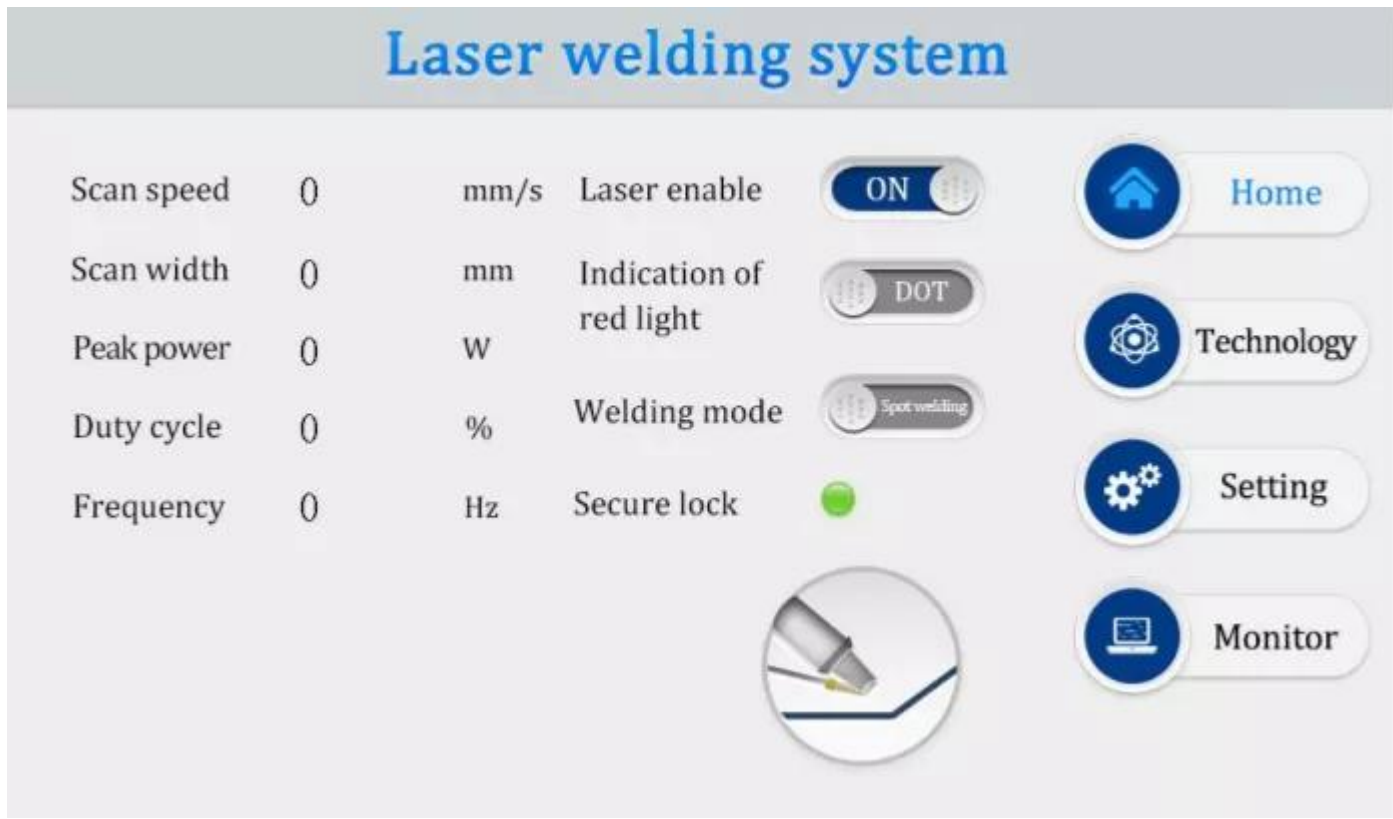 Laser welding system
Scan speed 0 mm/s
Scan width 0 mm
Peak power 0 W
Duty cycle 0 %
Frequency 0 Hz
Laser enable ON
Indication of
red light DOT
Welding mode Spot welding
Secure lock
Home
Technology
Setting
Monitor